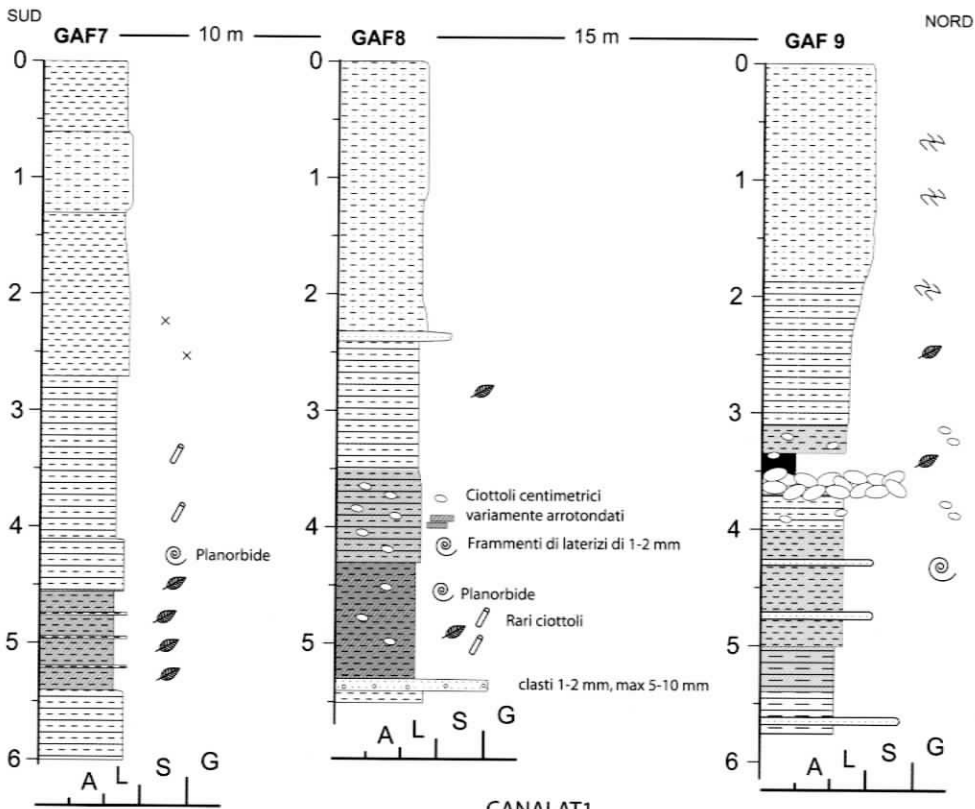 SUD
NORD
GAF7 10 m GAF8 15 m GAF 9
0
1
2
3
4
5
6
Planorbide
A L S G
0
1
2
3
4
5
Ciottoli centimetrici
variamente arrotondati
Frammenti di laterizi di 1-2 mm
Planorbide
Rari ciottoli
clasti 1-2 mm, max 5-10 mm
A L S G
0
1
2
3
4
5
6
A L S G